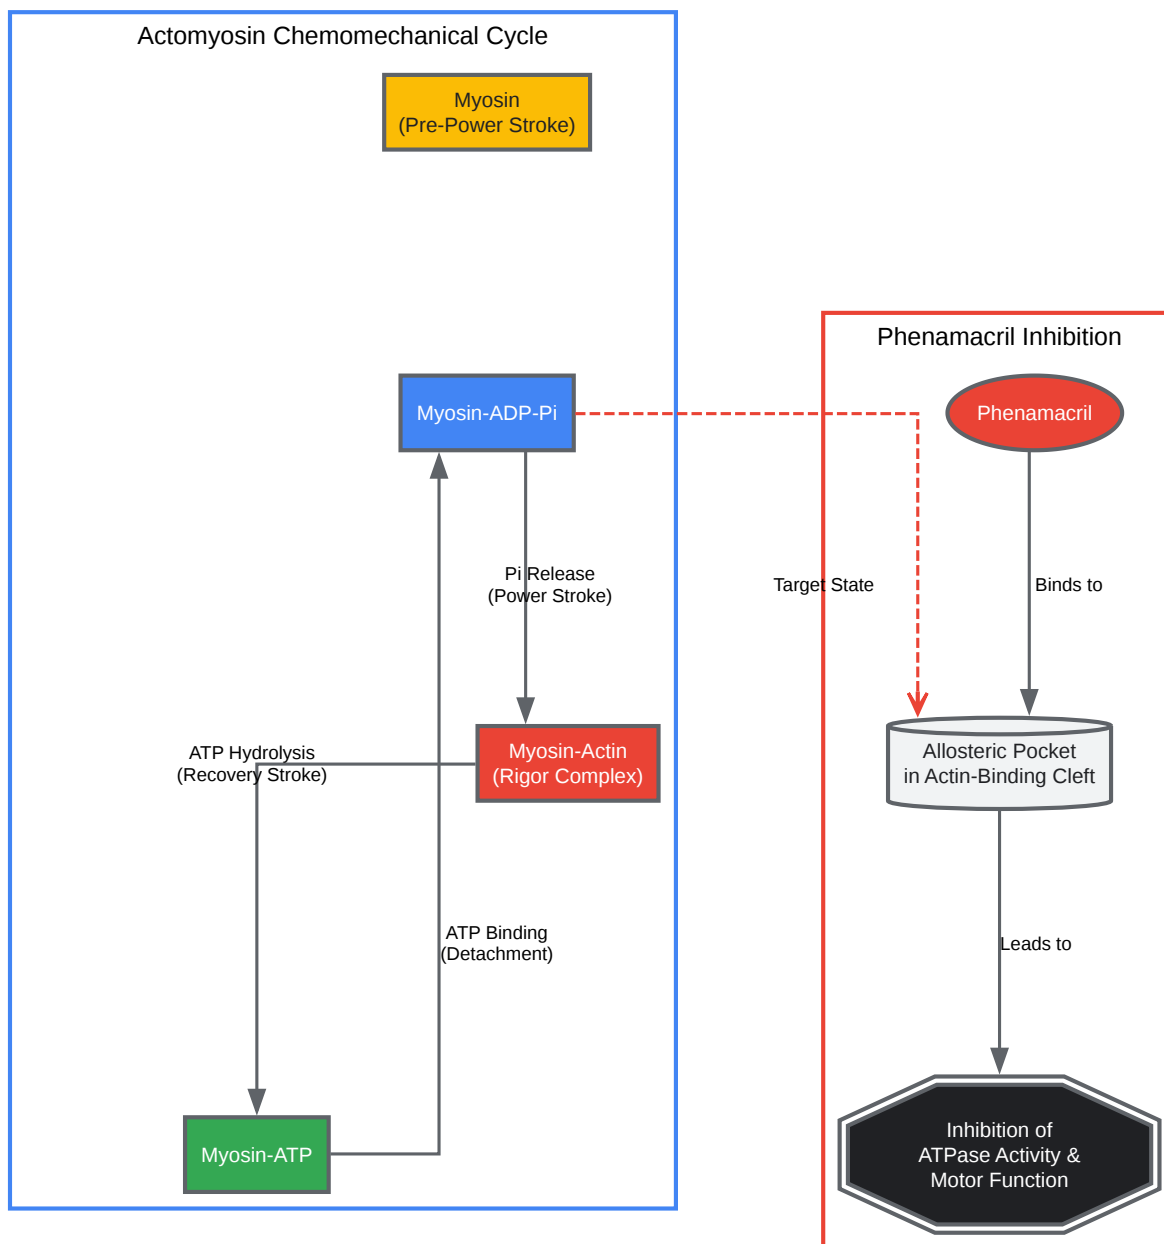 Actomyosin Chemomechanical Cycle
Myosin
(Pre-Power Stroke)
Phenamacril Inhibition
Myosin-ADP-Pi
Phenamacril
Pi Release
(Power Stroke)
Target State
Binds to
ATP Hydrolysis
(Recovery Stroke)
Myosin-Actin
(Rigor Complex)
Allosteric Pocket
in Actin-Binding Cleft
ATP Binding
(Detachment)
Leads to
Myosin-ATP
Inhibition of
ATPase Activity &
Motor Function